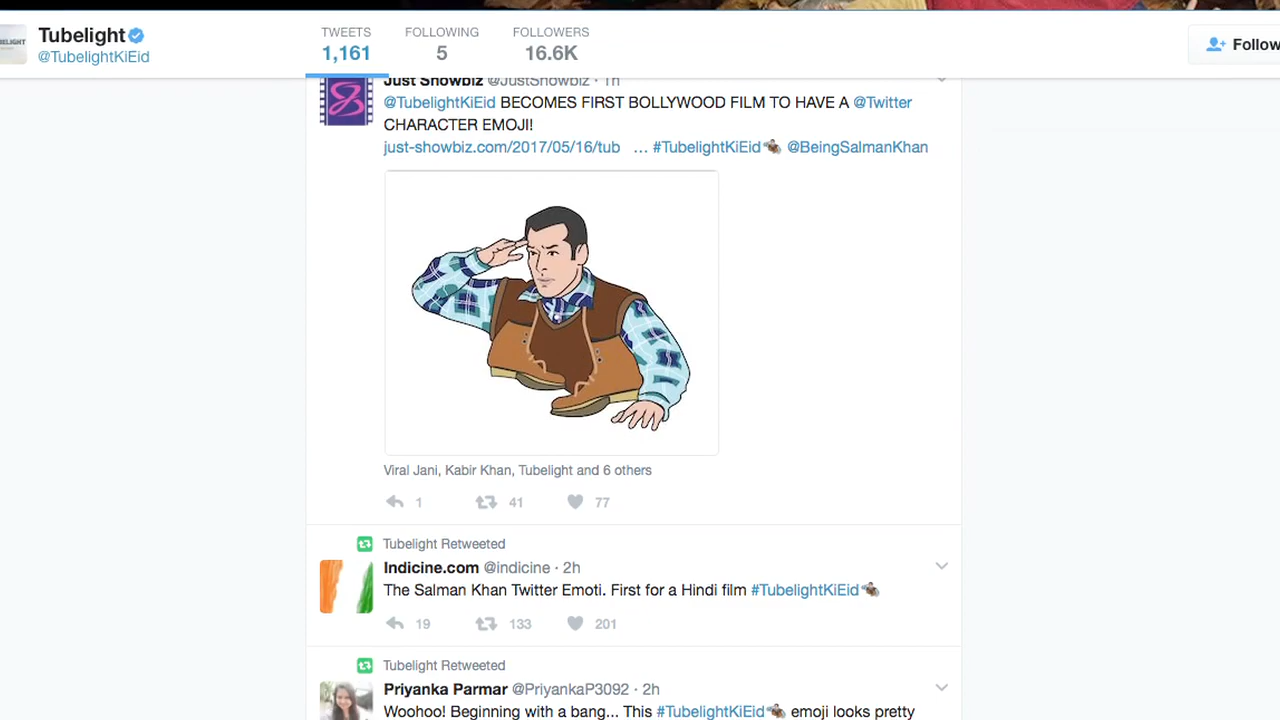 Tubelight
@TubelightKiEid
TWEETS FOLLOWING FOLLOWERS
1,161 5 16.6K
Follow
Just Showbiz @JustShowbiz · 1h
@TubelightKiEid BECOMES FIRST BOLLYWOOD FILM TO HAVE A @Twitter
CHARACTER EMOJI!
just-showbiz.com/2017/05/16/tub … #TubelightKiEid @BeingSalmanKhan
Viral Jani, Kabir Khan, Tubelight and 6 others
1 41 77
Tubelight Retweeted
Indicine.com @indicine · 2h
The Salman Khan Twitter Emoti. First for a Hindi film #TubelightKiEid
19 133 201
Tubelight Retweeted
Priyanka Parmar @PriyankaP3092 · 2h
Woohoo! Beginning with a bang... This #TubelightKiEid emoji looks pretty